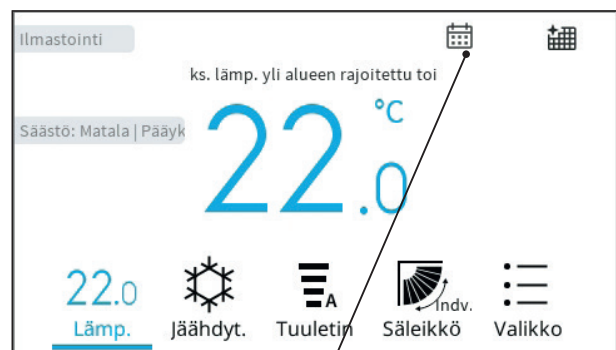 Ilmastointi
ks. lämp. yli alueen rajoitettu toi
Säästö: Matala | Pääyk
22.0 °C
22.0
A
Indv.
Lämp. Jäähdyt. Tuuletin Säleikkö Valikko